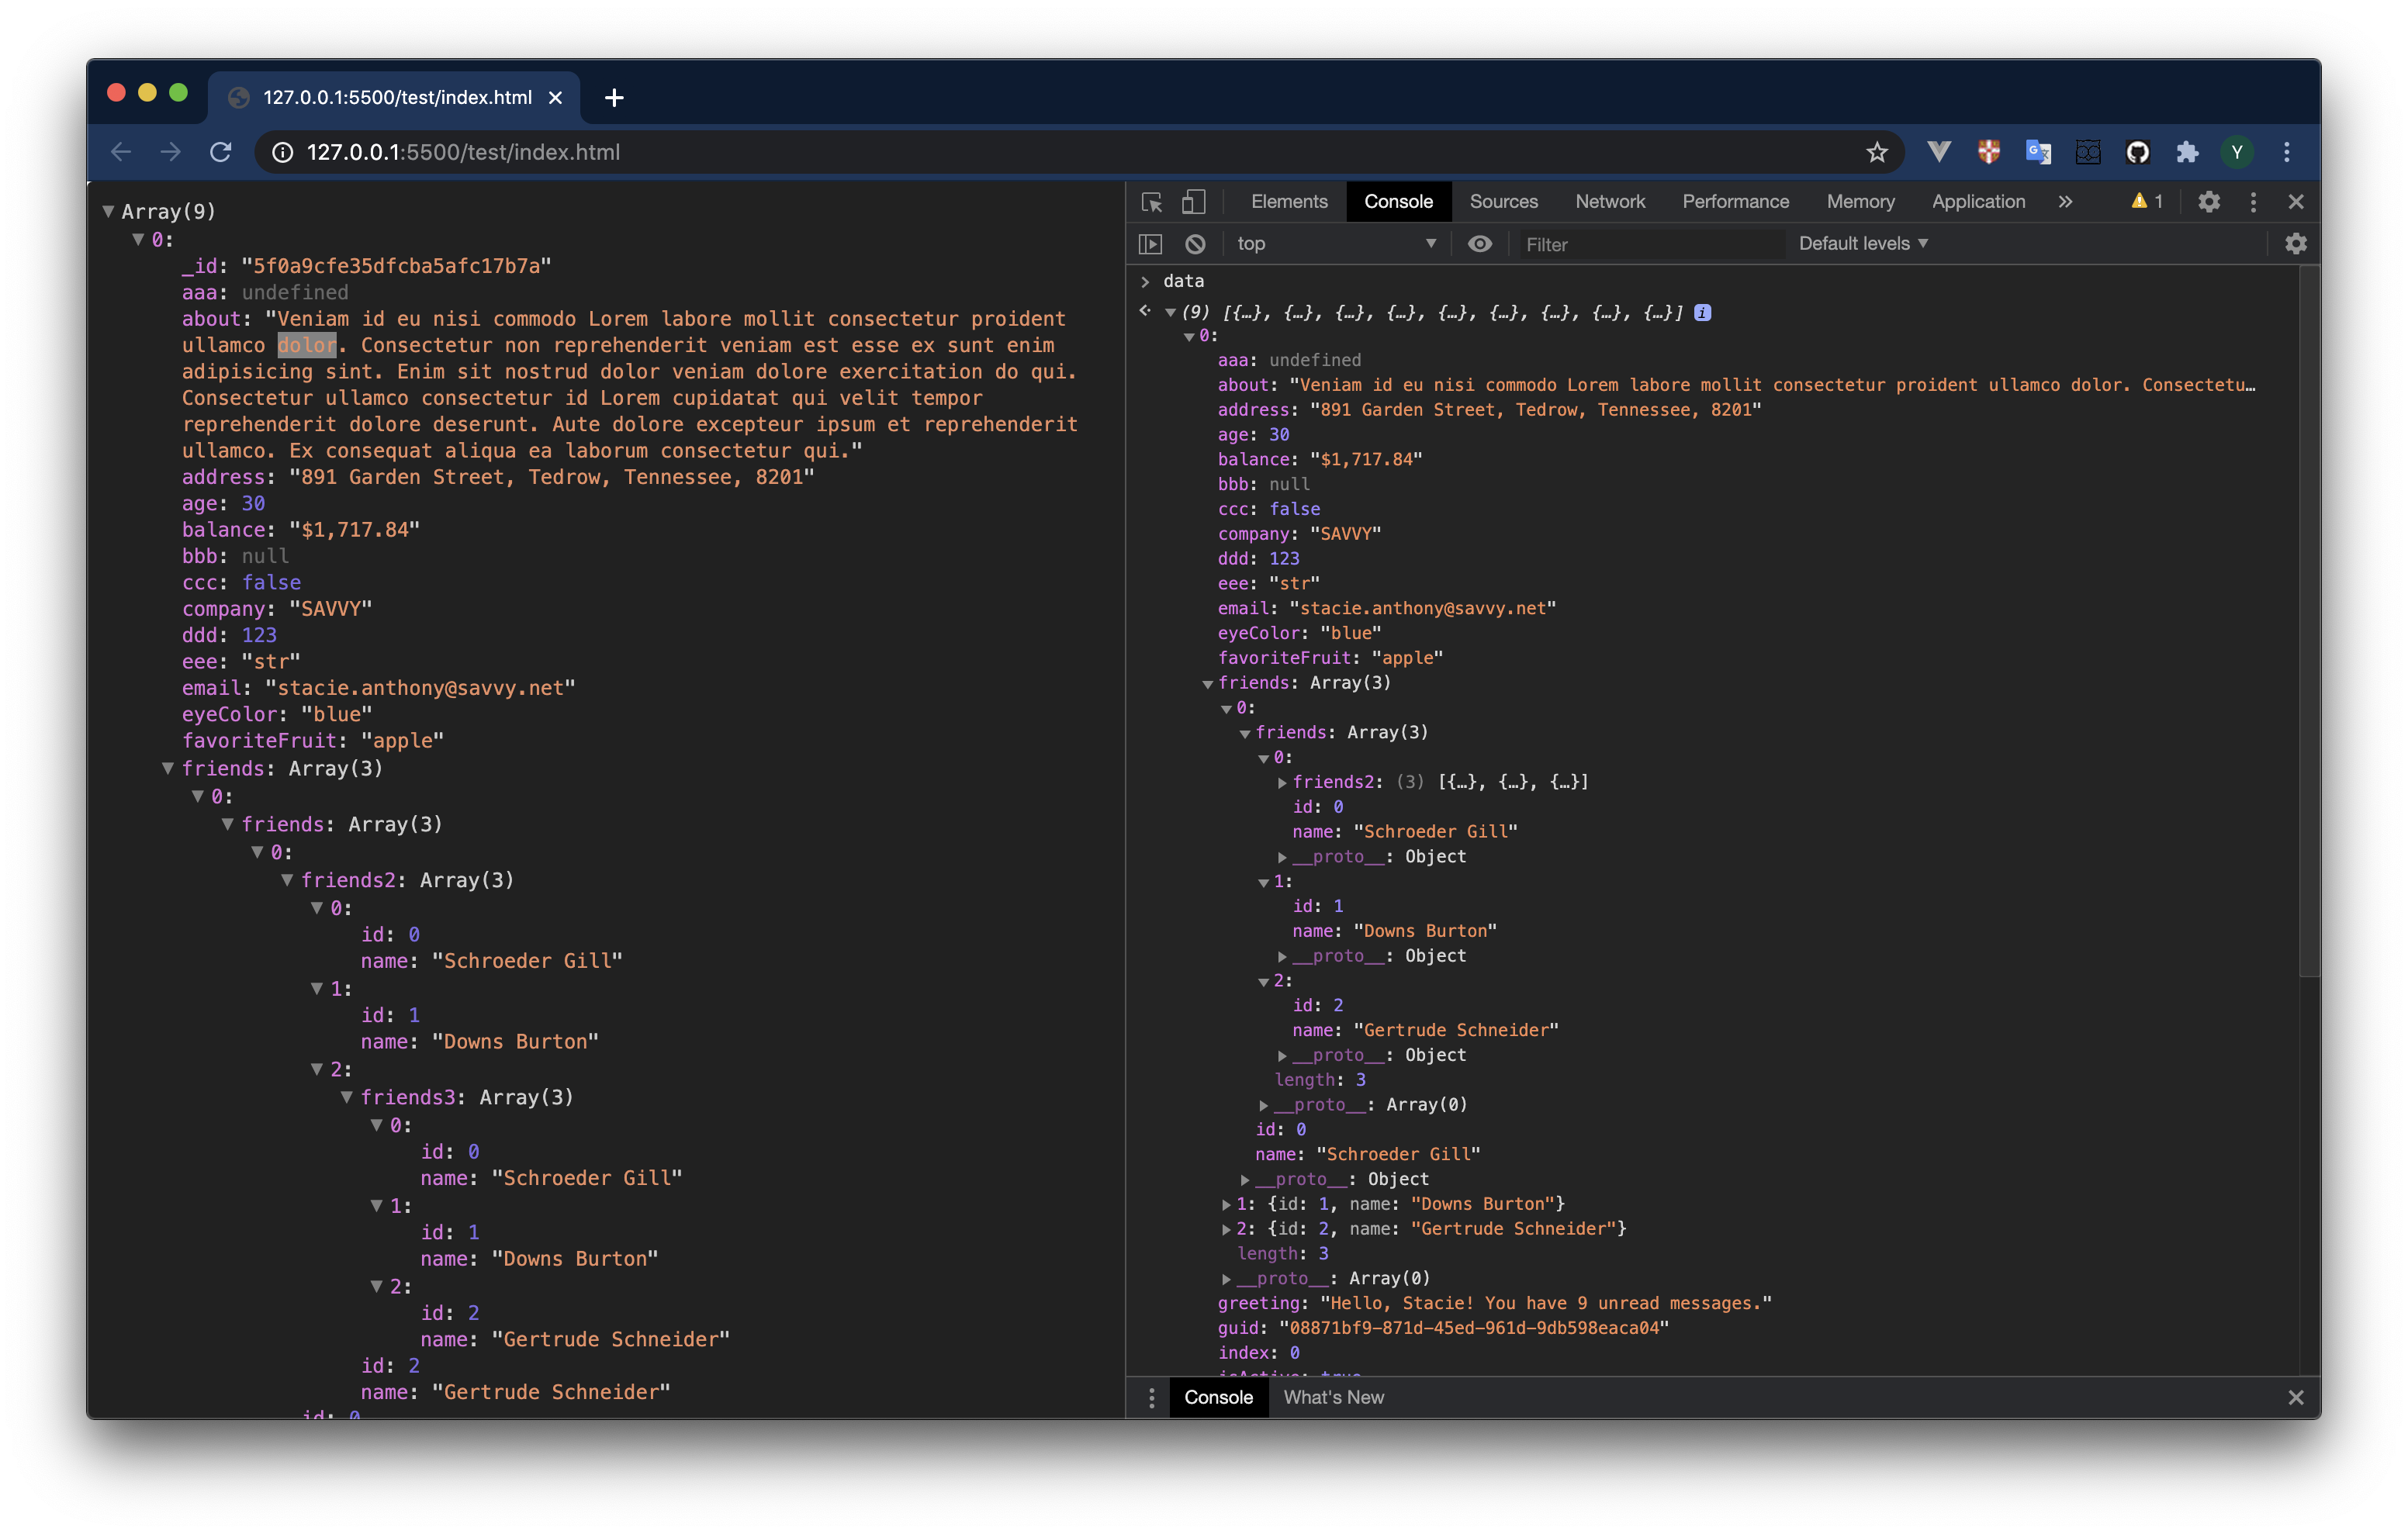 127.0.0.1:5500/test/index.html
127.0.0.1:5500/test/index.html
Y
Array(9)
0:
_id: "5f0a9cfe35dfcba5afc17b7a"
aaa: undefined
about: "Veniam id eu nisi commodo Lorem labore mollit consectetur proident
ullamco dolor. Consectetur non reprehenderit veniam est esse ex sunt enim
adipisicing sint. Enim sit nostrud dolor veniam dolore exercitation do qui.
Consectetur ullamco consectetur id Lorem cupidatat qui velit tempor
reprehenderit dolore deserunt. Aute dolore excepteur ipsum et reprehenderit
ullamco. Ex consequat aliqua ea laborum consectetur qui."
address: "891 Garden Street, Tedrow, Tennessee, 8201"
age: 30
balance: "$1,717.84"
bbb: null
ccc: false
company: "SAVVY"
ddd: 123
eee: "str"
email: "stacie.anthony@savvy.net"
eyeColor: "blue"
favoriteFruit: "apple"
friends: Array(3)
0:
friends: Array(3)
0:
friends2: Array(3)
0:
id: 0
name: "Schroeder Gill"
1:
id: 1
name: "Downs Burton"
2:
friends3: Array(3)
0:
id: 0
name: "Schroeder Gill"
1:
id: 1
name: "Downs Burton"
2:
id: 2
name: "Gertrude Schneider"
id: 2
name: "Gertrude Schneider"
id: 0
Elements Console Sources Network Performance Memory Application » 1
top Filter Default levels
data
(9) [{…}, {…}, {…}, {…}, {…}, {…}, {…}, {…}, {…}] i
0:
aaa: undefined
about: "Veniam id eu nisi commodo Lorem labore mollit consectetur proident ullamco dolor. Consectetu…
address: "891 Garden Street, Tedrow, Tennessee, 8201"
age: 30
balance: "$1,717.84"
bbb: null
ccc: false
company: "SAVVY"
ddd: 123
eee: "str"
email: "stacie.anthony@savvy.net"
eyeColor: "blue"
favoriteFruit: "apple"
friends: Array(3)
0:
friends: Array(3)
0:
friends2: (3) [{…}, {…}, {…}]
id: 0
name: "Schroeder Gill"
__proto__: Object
1:
id: 1
name: "Downs Burton"
__proto__: Object
2:
id: 2
name: "Gertrude Schneider"
__proto__: Object
length: 3
__proto__: Array(0)
id: 0
name: "Schroeder Gill"
__proto__: Object
1: {id: 1, name: "Downs Burton"}
2: {id: 2, name: "Gertrude Schneider"}
length: 3
__proto__: Array(0)
greeting: "Hello, Stacie! You have 9 unread messages."
guid: "08871bf9-871d-45ed-961d-9db598eaca04"
index: 0
isActive: true
Console What's New